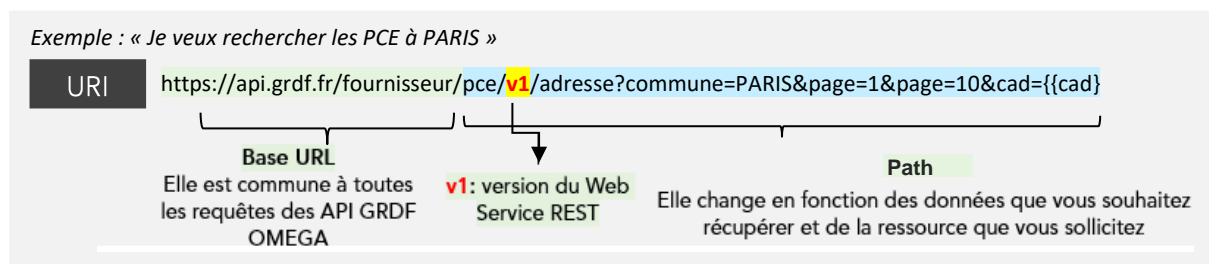 Exemple : « Je veux rechercher les PCE à PARIS »
URI
https://api.grdf.fr/fournisseur/pce/v1/adresse?commune=PARIS&page=1&page=10&cad={{cad}
Base URL
Elle est commune à toutes
les requêtes des API GRDF
OMEGA
v1: version du Web
Service REST
Path
Elle change en fonction des données que vous souhaitez
récupérer et de la ressource que vous sollicitez